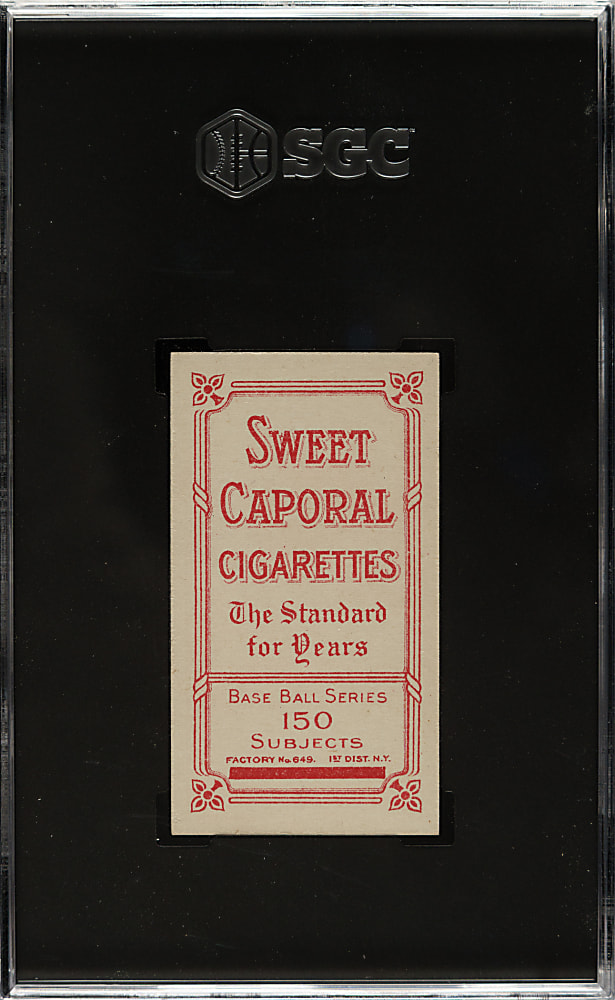 SGC
SWEET
CAPORAL
CIGARETTES
The Standard
for Years
BASE BALL SERIES
150
SUBJECTS
FACTORY No. 649. 1ST DIST. N.Y.